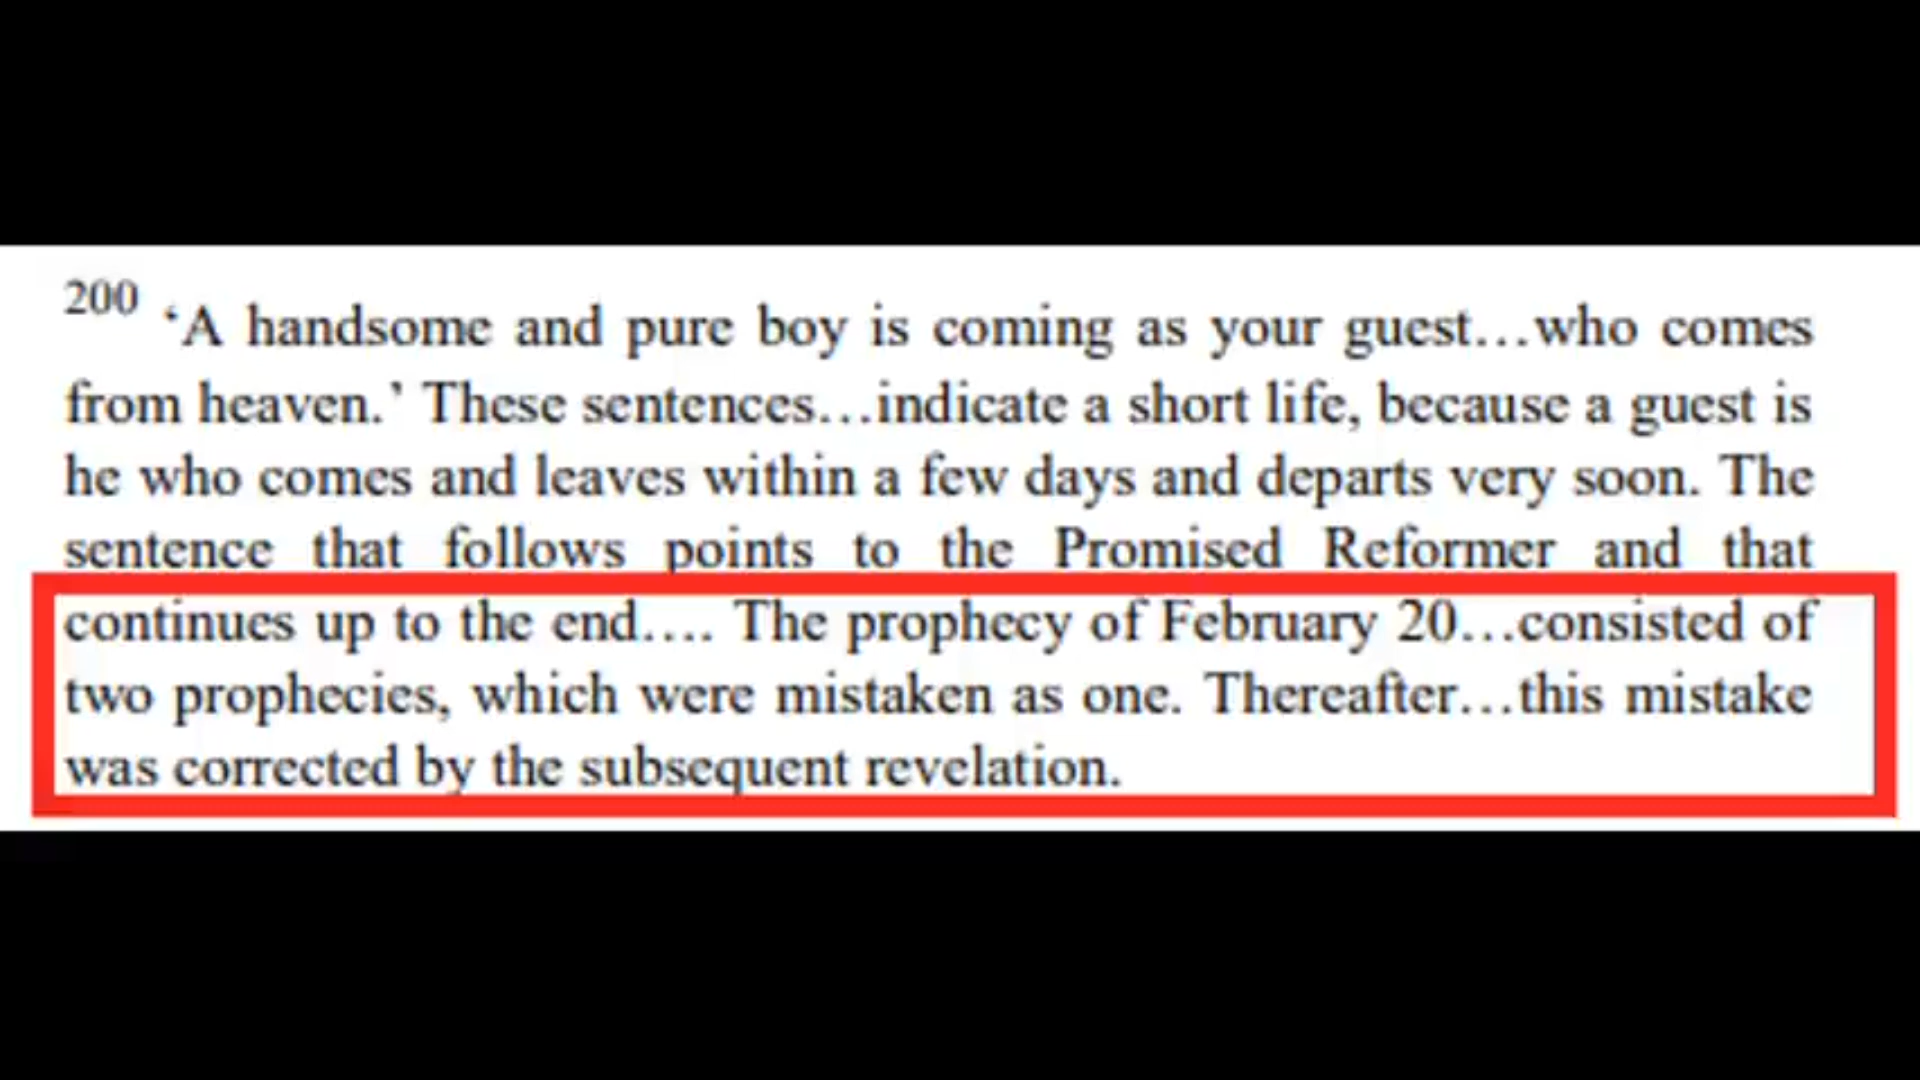 200 ‘A handsome and pure boy is coming as your guest…who comes
from heaven.’ These sentences…indicate a short life, because a guest is
he who comes and leaves within a few days and departs very soon. The
sentence that follows points to the Promised Reformer and that
continues up to the end…. The prophecy of February 20…consisted of
two prophecies, which were mistaken as one. Thereafter…this mistake
was corrected by the subsequent revelation.